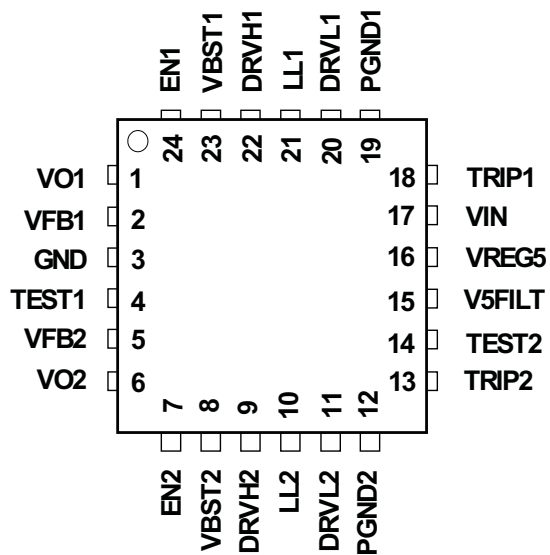 EN1 VBST1 DRVH1 LL1 DRVL1 PGND1
24 23 22 21 20 19
VO1 1 18 TRIP1
VFB1 2 17 VIN
GND 3 16 VREG5
TEST1 4 15 V5FILT
VFB2 5 14 TEST2
VO2 6 13 TRIP2
7 8 9 10 11 12
EN2 VBST2 DRVH2 LL2 DRVL2 PGND2